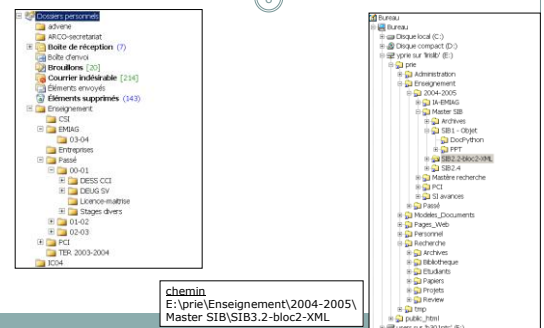 Dossiers personnels
advene
ARCO-secretariat
Boîte de réception (7)
Boîte d'envoi
Brouillons [20]
Courrier indésirable [214]
Éléments envoyés
Éléments supprimés (143)
Enseignement
CSI
EMIAG
03-04
Entreprises
Passé
00-01
DESS CCI
DEUG SV
Licence-maîtrise
Stages divers
01-02
02-03
PCI
TER 2003-2004
IC04
chemin
E:\prie\Enseignement\2004-2005\
Master SIB\SIB3.2-bloc2-XML
Bureau
Bureau
Disque local (C:)
Disque compact (D:)
prie
Administration
Enseignement
2004-2005
IA-EMIAG
Master SIB
Archives
SIB1 - Objet
DocPython
PPT
SIB2.2-bloc2-XML
SIB2.4
Mastère recherche
PCI
SI avances
Passé
Modeles_Documents
Pages_Web
Personnel
Recherche
Archives
Bibliotheque
Etudiants
Papiers
Projets
Review
tmp
public_html